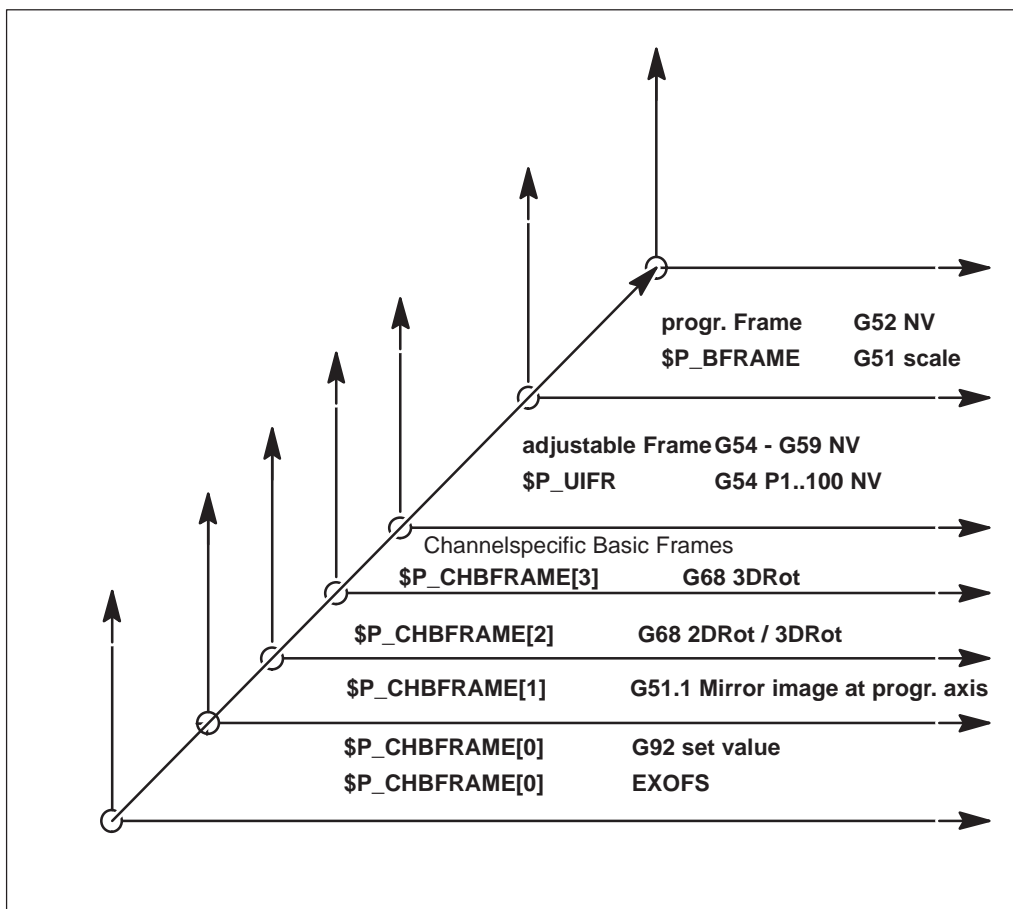 progr. Frame G52 NV
$P_BFRAME G51 scale
adjustable Frame G54 - G59 NV
$P_UIFR G54 P1..100 NV
Channelspecific Basic Frames
$P_CHBFRAME[3] G68 3DRot
$P_CHBFRAME[2] G68 2DRot / 3DRot
$P_CHBFRAME[1] G51.1 Mirror image at progr. axis
$P_CHBFRAME[0] G92 set value
$P_CHBFRAME[0] EXOFS